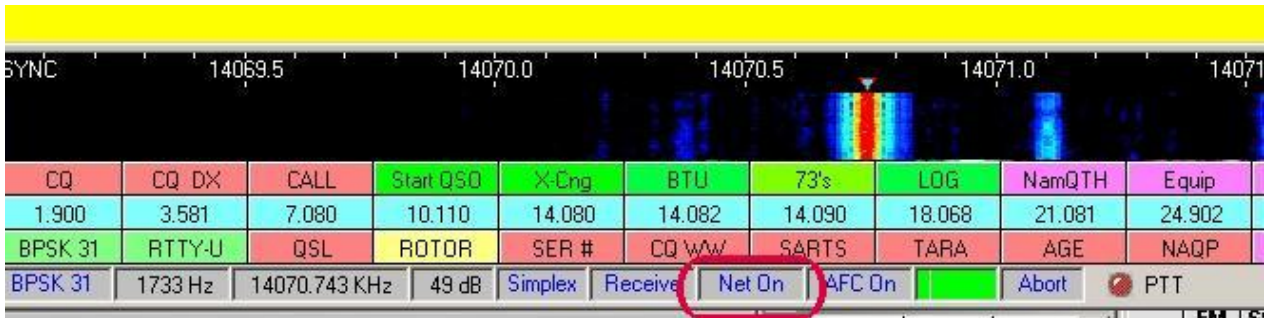 SYNC 14069.5 14070.0 14070.5 14071.0 14071
CQ CQ DX CALL Start QSO X-Cng BTU 73's LOG NamQTH Equip
1.900 3.581 7.080 10.110 14.080 14.082 14.090 18.068 21.081 24.902
BPSK 31 RTTY-U QSL ROTOR SER # CQ WW SARTS TARA AGE NAQP
BPSK 31 1733 Hz 14070.743 KHz 49 dB Simplex Receive Net On AFC On Abort PTT